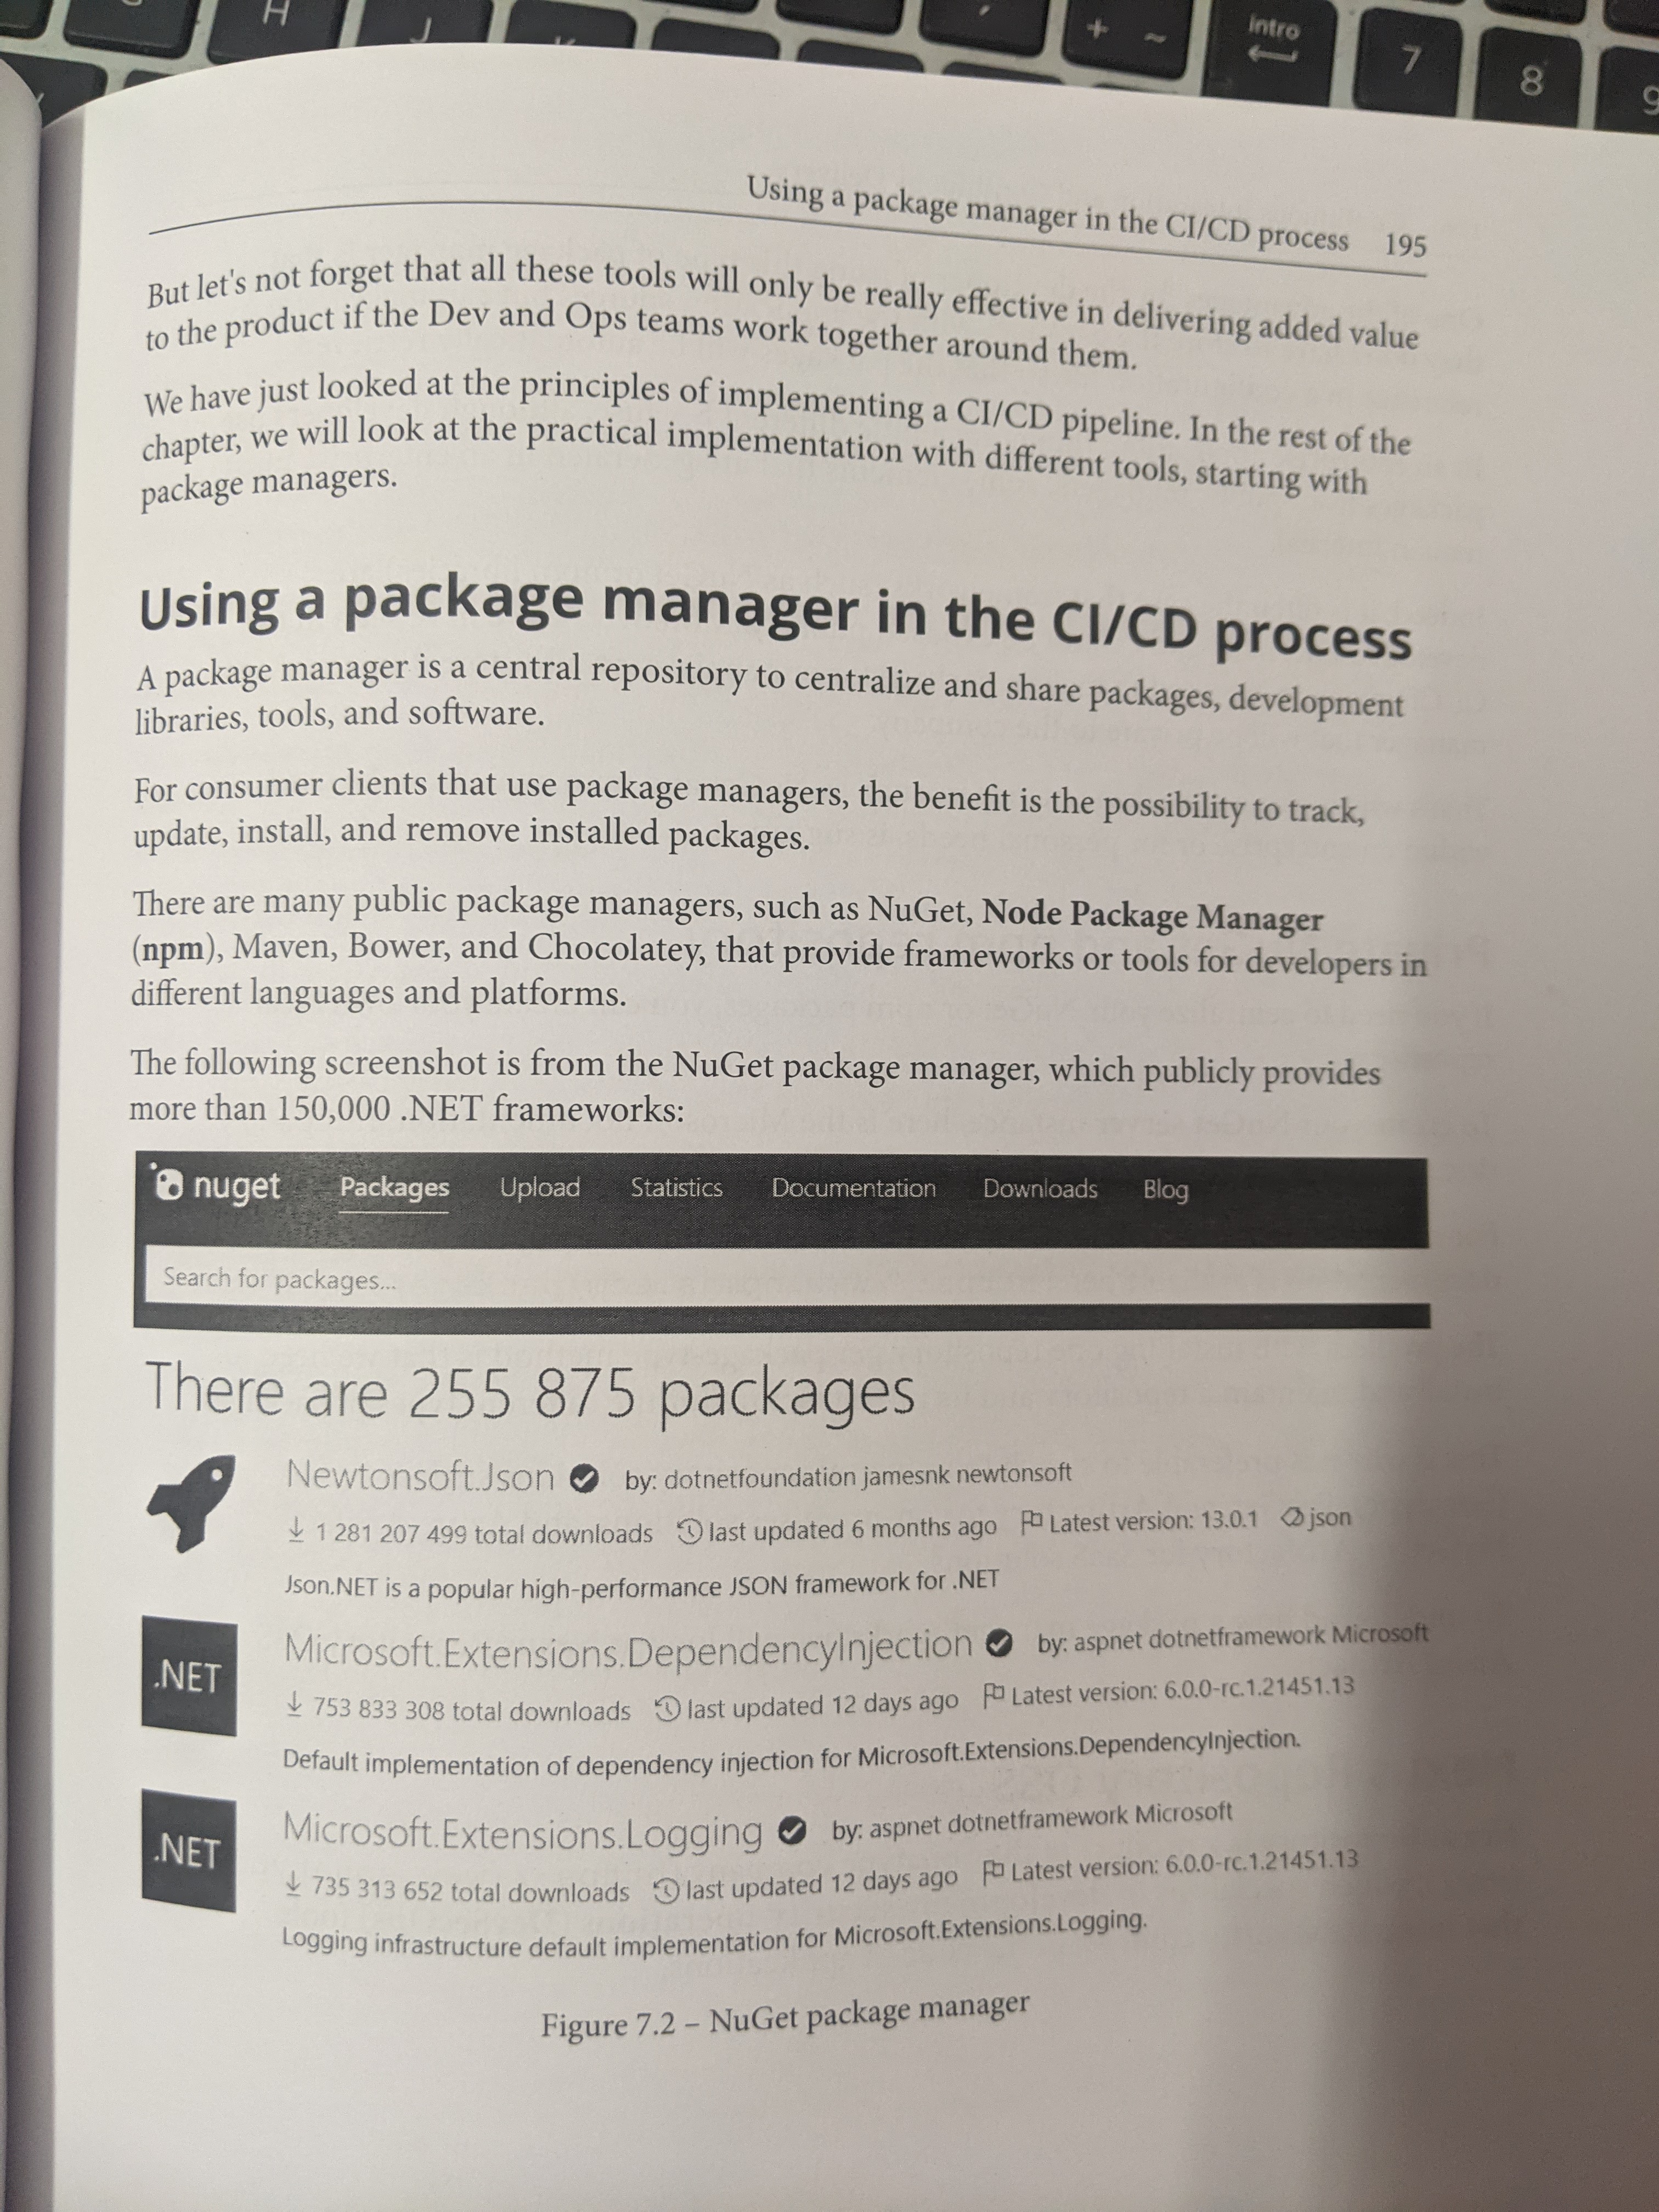 H
J
+ ~
intro
7
8
9
Using a package manager in the CI/CD process 195
But let's not forget that all these tools will only be really effective in delivering added value
to the product if the Dev and Ops teams work together around them.
We have just looked at the principles of implementing a CI/CD pipeline. In the rest of the
chapter, we will look at the practical implementation with different tools, starting with
package managers.
Using a package manager in the CI/CD process
A package manager is a central repository to centralize and share packages, development
libraries, tools, and software.
For consumer clients that use package managers, the benefit is the possibility to track,
update, install, and remove installed packages.
There are many public package managers, such as NuGet, Node Package Manager
(npm), Maven, Bower, and Chocolatey, that provide frameworks or tools for developers in
different languages and platforms.
The following screenshot is from the NuGet package manager, which publicly provides
more than 150,000 .NET frameworks:
nuget Packages Upload Statistics Documentation Downloads Blog
Search for packages...
There are 255 875 packages
Newtonsoft.Json by: dotnetfoundation jamesnk newtonsoft
1 281 207 499 total downloads last updated 6 months ago Latest version: 13.0.1 json
Json.NET is a popular high-performance JSON framework for .NET
.NET
Microsoft.Extensions.DependencyInjection by: aspnet dotnetframework Microsoft
753 833 308 total downloads last updated 12 days ago Latest version: 6.0.0-rc.1.21451.13
Default implementation of dependency injection for Microsoft.Extensions.DependencyInjection.
.NET
Microsoft.Extensions.Logging by: aspnet dotnetframework Microsoft
735 313 652 total downloads last updated 12 days ago Latest version: 6.0.0-rc.1.21451.13
Logging infrastructure default implementation for Microsoft.Extensions.Logging.
Figure 7.2 – NuGet package manager